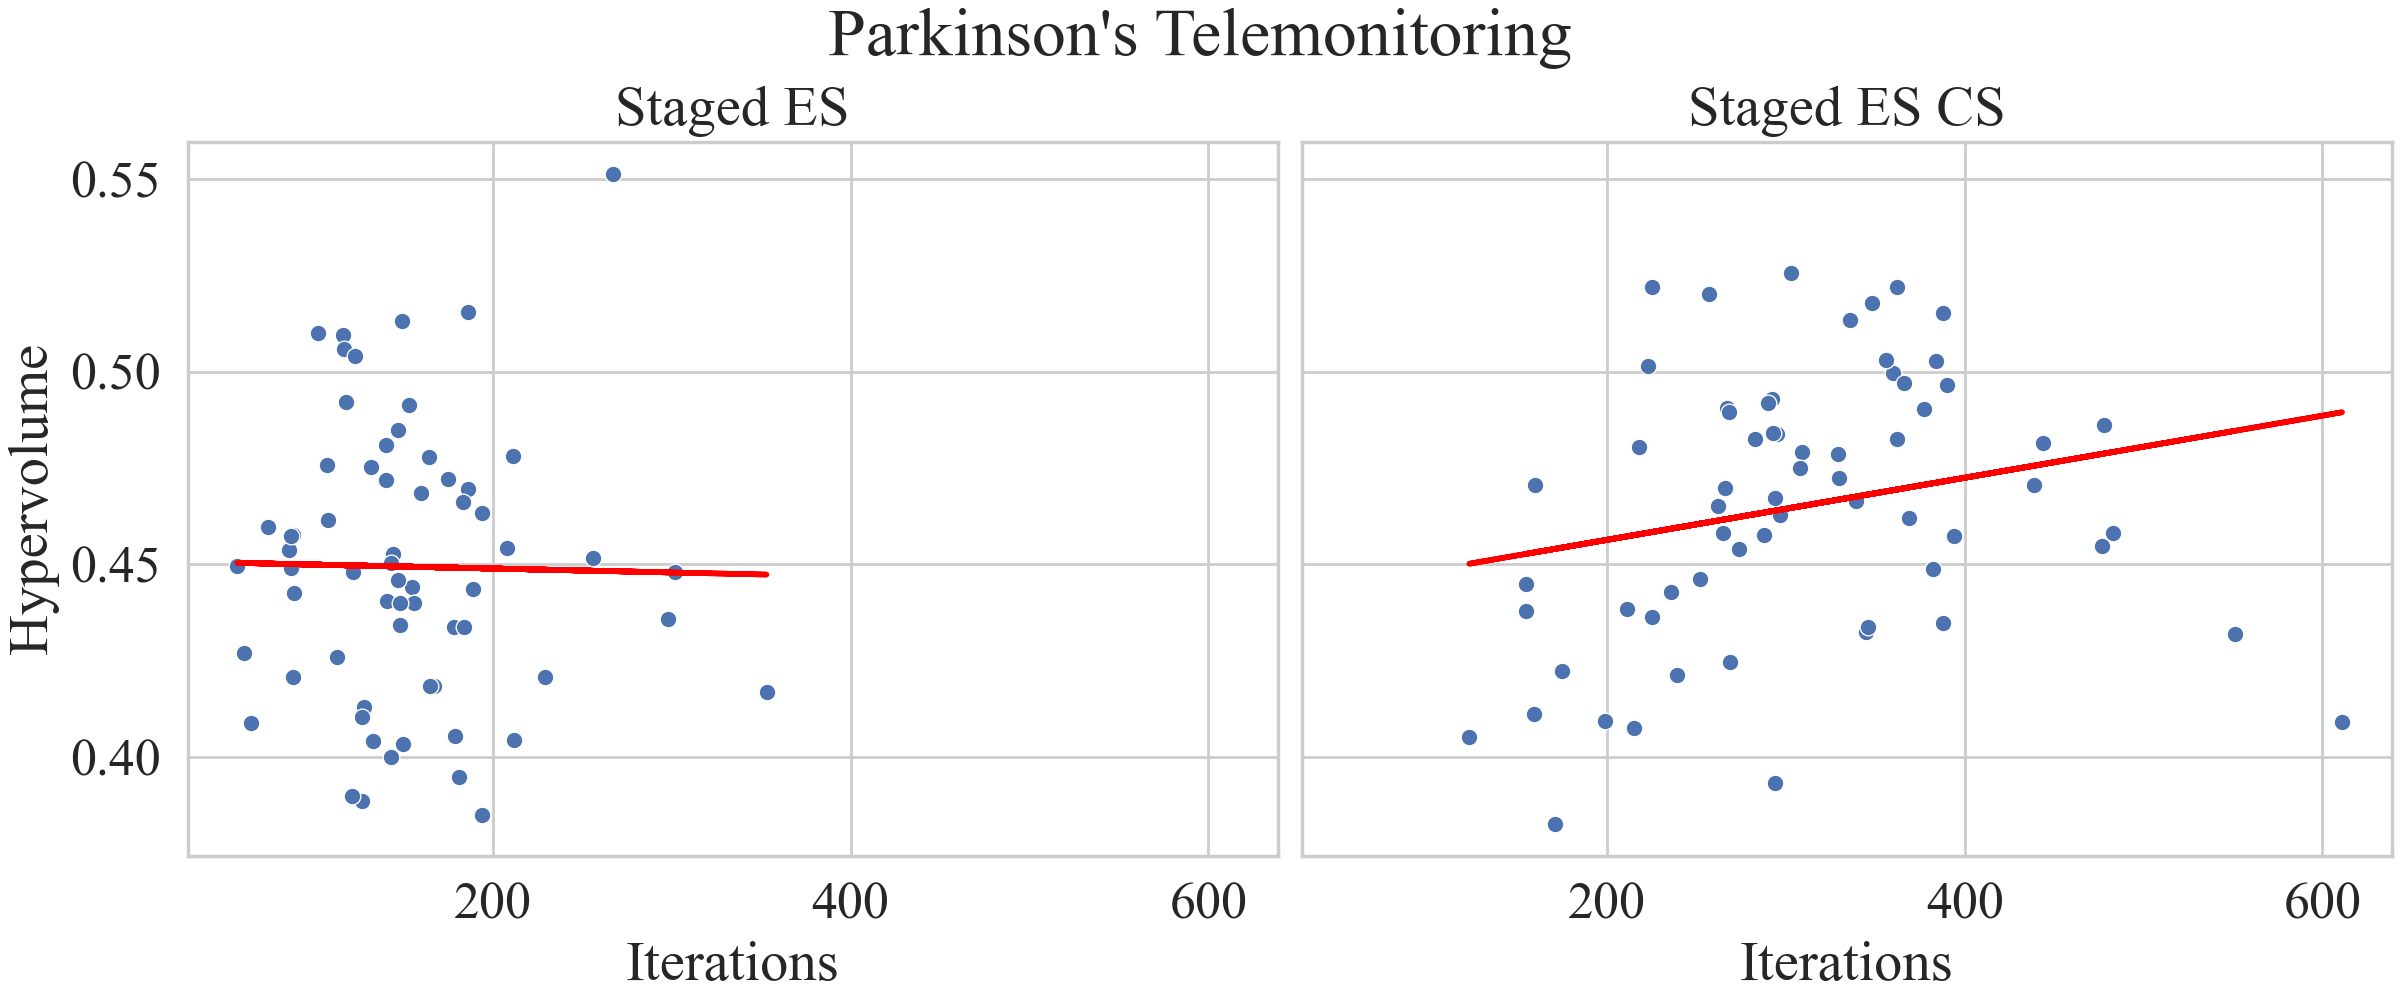 Parkinson's Telemonitoring
Staged ES
Staged ES CS
Hypervolume
0.55
0.50
0.45
0.40
200 400 600
200 400 600
Iterations
Iterations